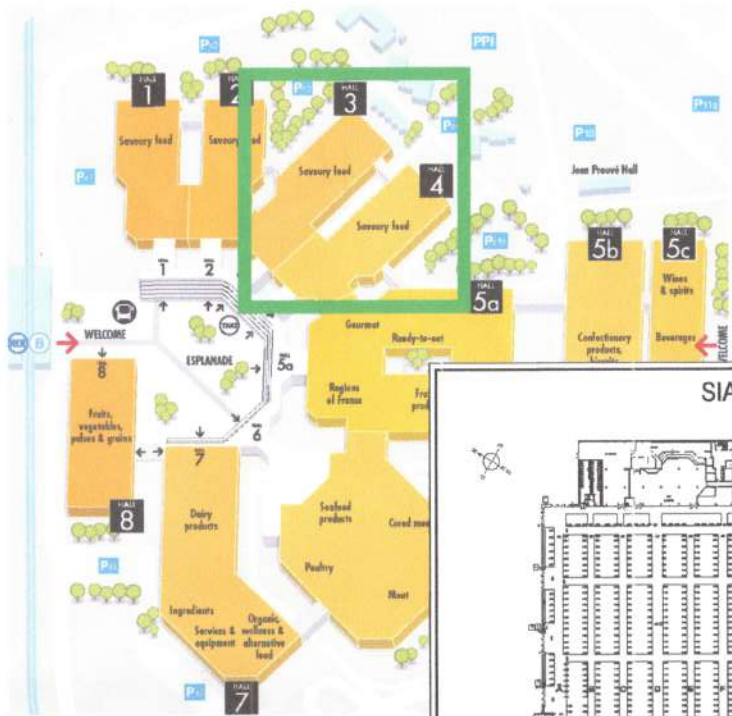 PPI
HALL
1
HALL
2
HALL
3
HALL
4
Savoury food
Savoury food
Savoury food
Savoury food
Jean Prouvé Hall
HALL
5b
HALL
5c
HALL
5a
Wines
& spirits
Confectionery
products,
Beverages
Gourmet
Ready-to-eat
Regions
of France
1
2
5a
6
7
8
WELCOME
TAXI
ESPLANADE
RER
B
Fruits,
vegetables,
pulses & grains
HALL
8
Dairy
products
Ingredients
Services &
equipment
Organic,
wellness &
alternative
food
HALL
7
Seafood
products
Poultry
Meat
SIA